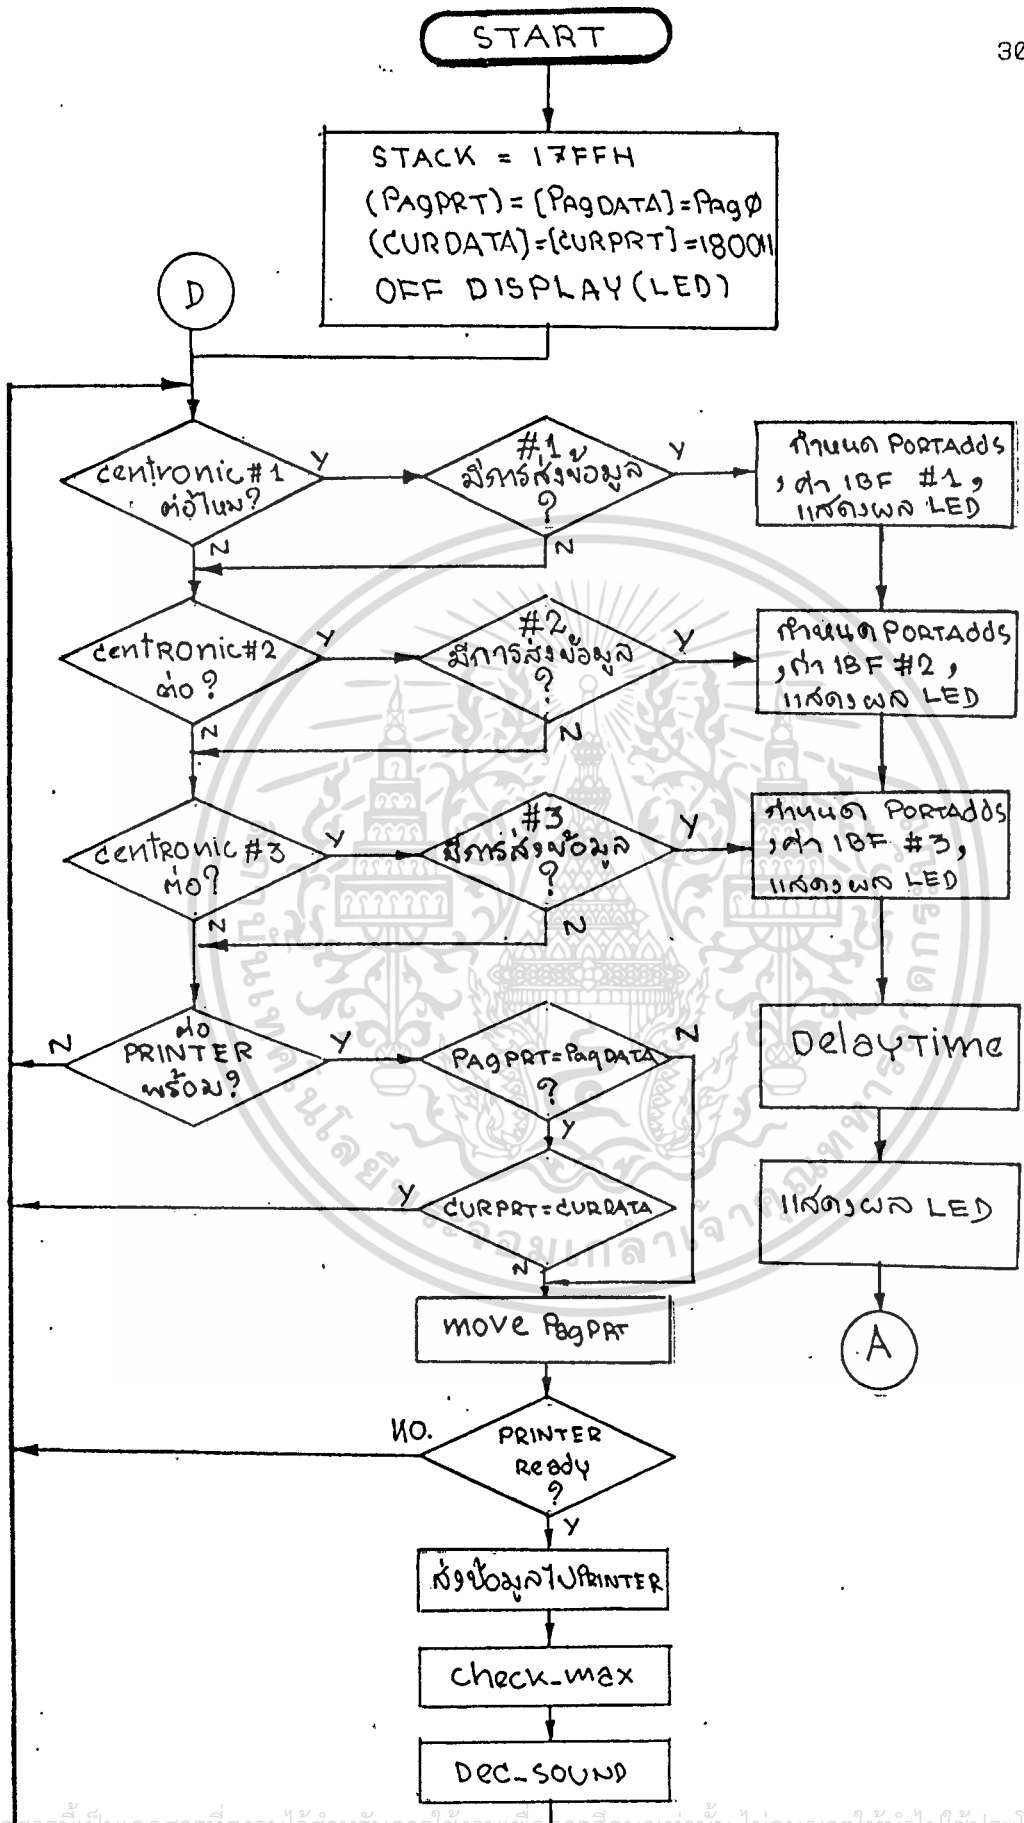 START
30
STACK = 17FFH
(PAgPRT)=[PAgDATA]=PAgØ
(CURDATA]=[CURPRT]=1800H
OFF DISPLAY(LED)
D
centronic#1
ต่อไหม?
Y
N
#1
มีการส่งข้อมูล
?
Y
N
กำหนด PORTAdds
, ค่า IBF #1,
แสดงผล LED
centRonic#2
ต่อ?
Y
N
#2
มีการส่งข้อมูล
?
Y
N
กำหนด PORTAdds
, ค่า IBF #2,
แสดงผล LED
centRonic#3
ต่อ?
Y
N
#3
มีการส่งข้อมูล
?
Y
N
กำหนด PORTAdds
, ค่า IBF #3,
แสดงผล LED
ต่อ
PRINTER
พร้อม?
N
Y
PAgPRT=PagDATA
?
N
Y
DelayTime
CURPRT=CURDATA
Y
N
แสดงผล LED
move PagPRT
A
PRINTER
Ready
?
NO.
Y
ส่งข้อมูลไปPRINTER
check_max
DEC_SOUND